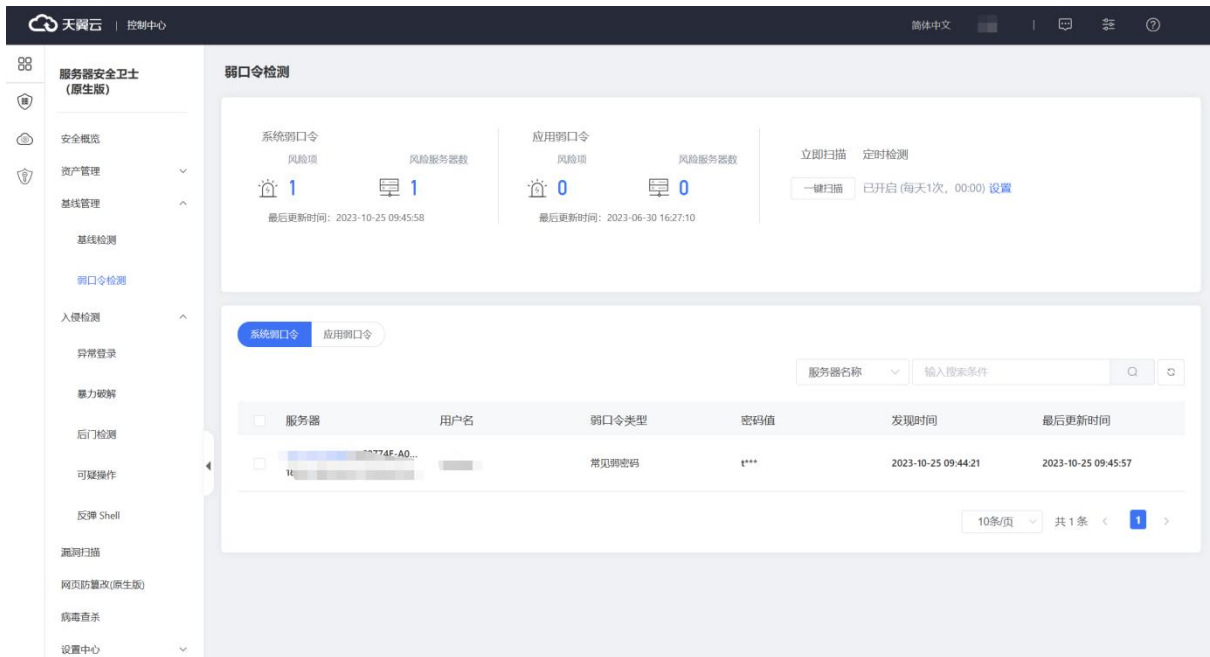 天翼云 | 控制中心
简体中文
服务器安全卫士
（原生版）
安全概览
资产管理
基线管理
基线检测
弱口令检测
入侵检测
异常登录
暴力破解
后门检测
可疑操作
反弹 Shell
漏洞扫描
网页防篡改(原生版)
病毒查杀
设置中心
弱口令检测
系统弱口令
风险项 风险服务器数
1 1
最后更新时间：2023-10-25 09:45:58
应用弱口令
风险项 风险服务器数
0 0
最后更新时间：2023-06-30 16:27:10
立即扫描 定时检测
一键扫描 已开启 (每天1次，00:00) 设置
系统弱口令 应用弱口令
服务器名称 输入搜索条件
服务器 用户名 弱口令类型 密码值 发现时间 最后更新时间
常见弱密码 t*** 2023-10-25 09:44:21 2023-10-25 09:45:57
10条/页 共 1 条 < 1 >